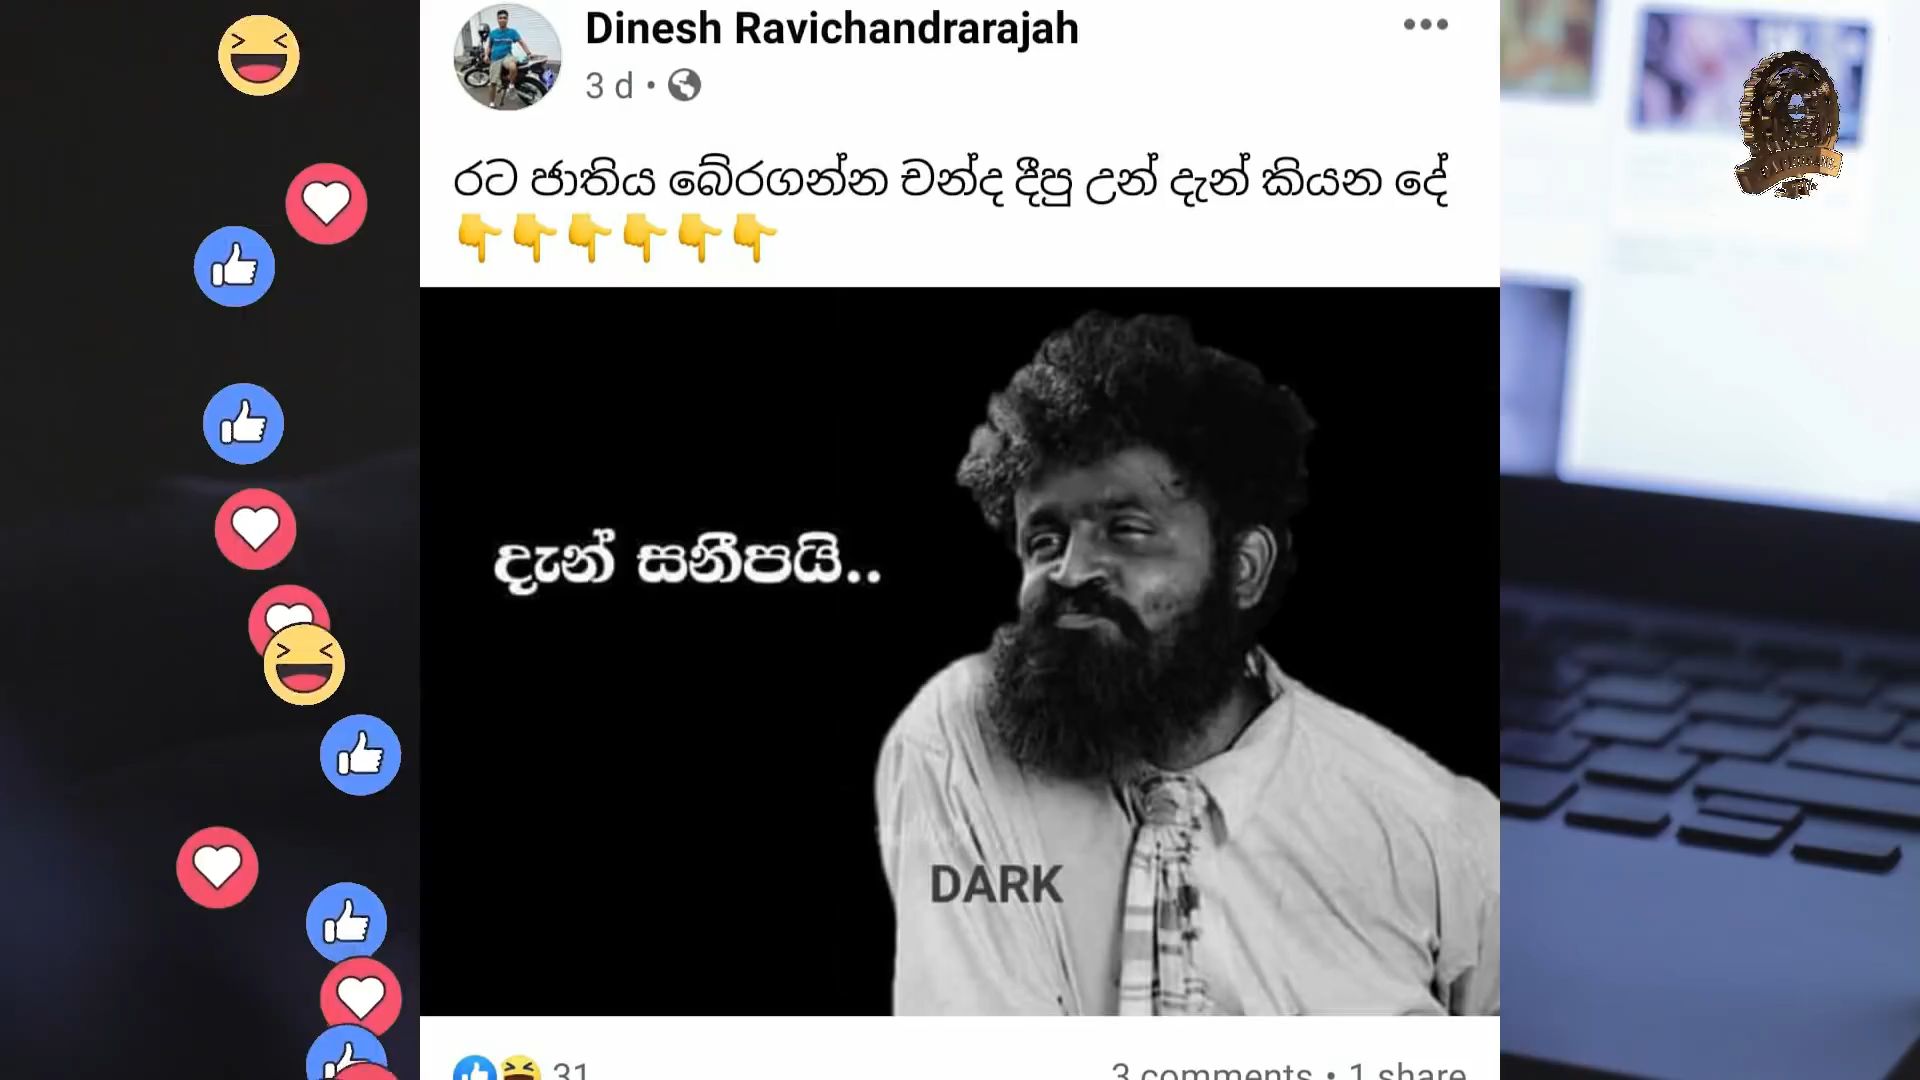 Dinesh Ravichandrarajah
3 d
රට ජාතිය බේරගන්න චන්ද දීපු උන් දැන් කියන දේ
දැන් සනීපයි..
DARK
31
3 comments • 1 share